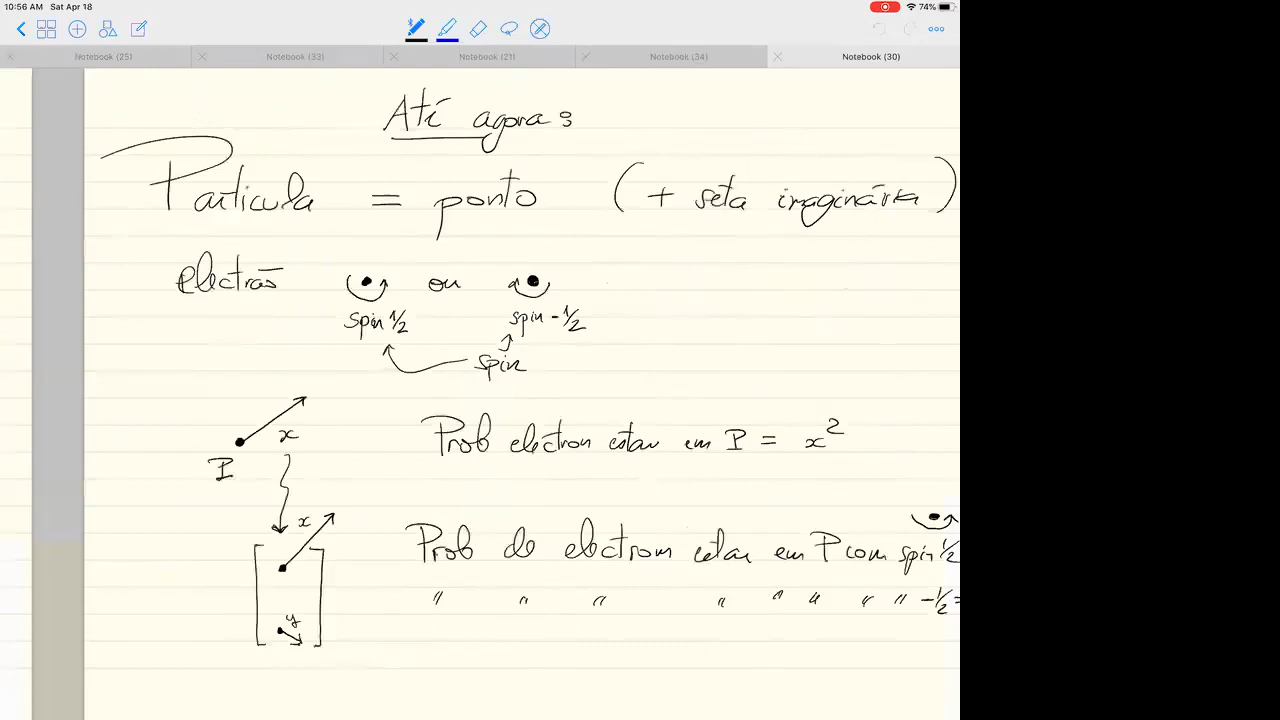 10:56 AM Sat Apr 18
74%
Notebook (25)
Notebook (33)
Notebook (21)
Notebook (34)
Notebook (30)
Até agora:
Partícula = ponto (+ seta imaginária)
electrão ou
spin 1/2 spin -1/2
spin
x
P
Prob electron estar em P = x²
x
Prob de electrom estar em P com spin 1/2
" " " " " " " " -1/2 =
y